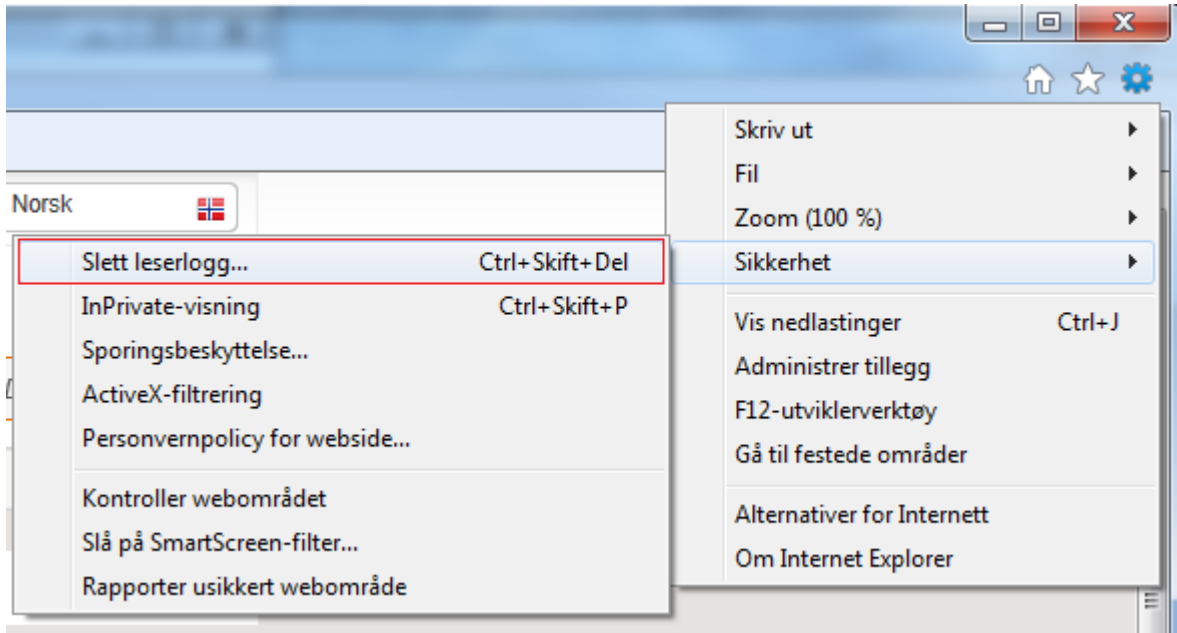 Skriv ut
Fil
Zoom (100 %)
Sikkerhet
Vis nedlastinger Ctrl+J
Administrer tillegg
F12-utviklerverktøy
Gå til festede områder
Alternativer for Internett
Om Internet Explorer
Norsk
Slett leserlogg... Ctrl+Skift+Del
InPrivate-visning Ctrl+Skift+P
Sporingsbeskyttelse...
ActiveX-filtrering
Personvernpolicy for webside...
Kontroller webområdet
Slå på SmartScreen-filter...
Rapporter usikkert webområde